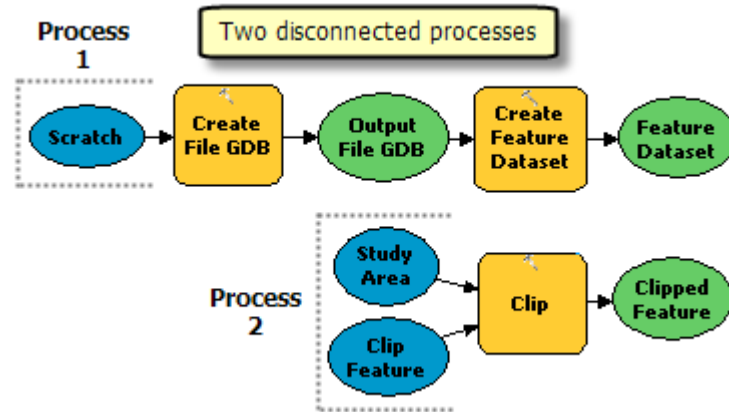 Two disconnected processes
Process
1
Scratch
Create
File GDB
Output
File GDB
Create
Feature
Dataset
Feature
Dataset
Process
2
Study
Area
Clip
Feature
Clip
Clipped
Feature